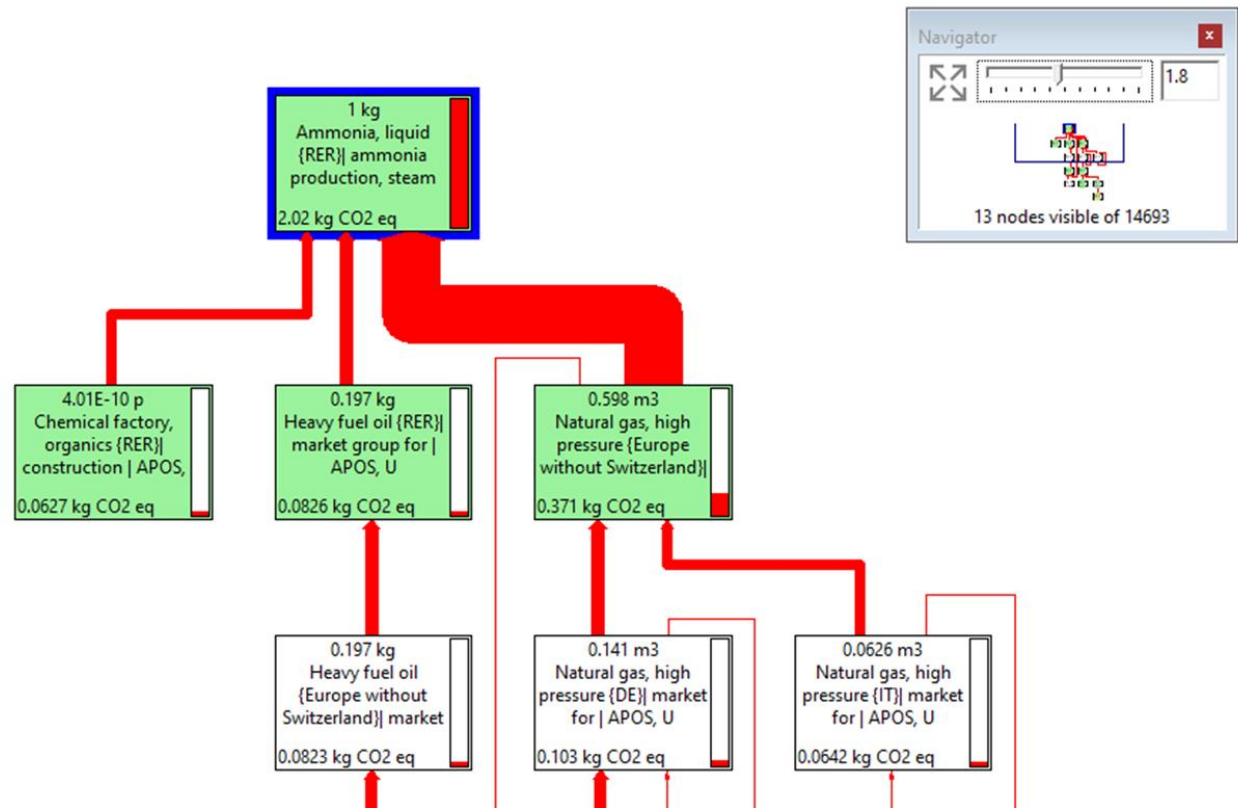 Navigator
1.8
13 nodes visible of 14693
1 kg
Ammonia, liquid
{RER}| ammonia
production, steam
2.02 kg CO2 eq
4.01E-10 p
Chemical factory,
organics {RER}|
construction | APOS,
0.0627 kg CO2 eq
0.197 kg
Heavy fuel oil {RER}|
market group for |
APOS, U
0.0826 kg CO2 eq
0.598 m3
Natural gas, high
pressure {Europe
without Switzerland}|
0.371 kg CO2 eq
0.197 kg
Heavy fuel oil
{Europe without
Switzerland}| market
0.0823 kg CO2 eq
0.141 m3
Natural gas, high
pressure {DE}| market
for | APOS, U
0.103 kg CO2 eq
0.0626 m3
Natural gas, high
pressure {IT}| market
for | APOS, U
0.0642 kg CO2 eq